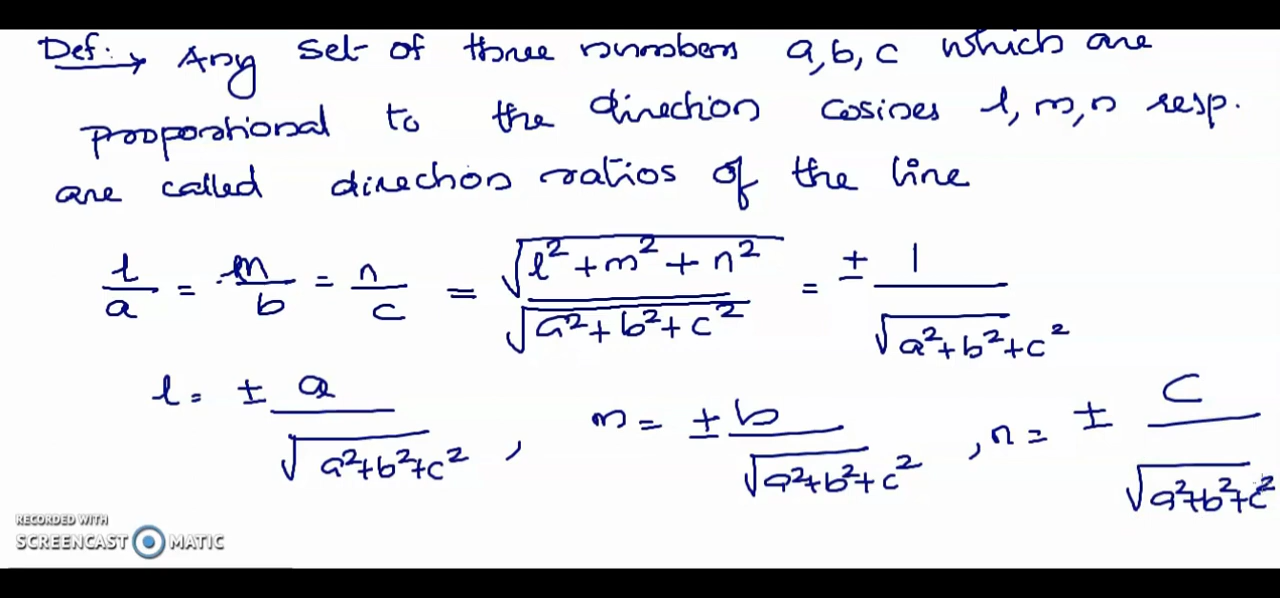 Def: → Any set of three numbers a, b, c which are
proportional to the direction cosines l, m, n resp.
are called direction ratios of the line
l/a = m/b = n/c = √(l²+m²+n²)/√(a²+b²+c²) = ± 1/√(a²+b²+c²)
l = ± a/√(a²+b²+c²), m = ± b/√(a²+b²+c²), n = ± c/√(a²+b²+c²)
RECORDED WITH
SCREENCAST O MATIC